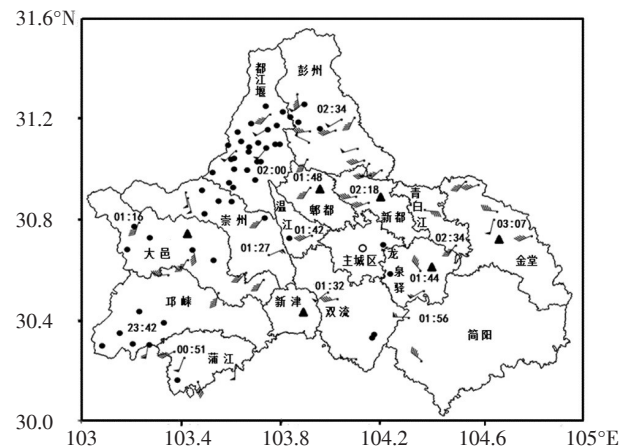 31.6°N
31.2
30.8
30.4
30.0
103
103.4
103.8
104.2
104.6
105°E
都江堰
彭州
02:34
02:00
01:48
02:18
青白江
郫都
新都
温江
崇州
01:16
01:42
03:07
大邑
01:27
主城区
龙泉驿
02:34
金堂
01:44
邛崃
新津
01:32
双流
01:56
简阳
23:42
00:51
蒲江